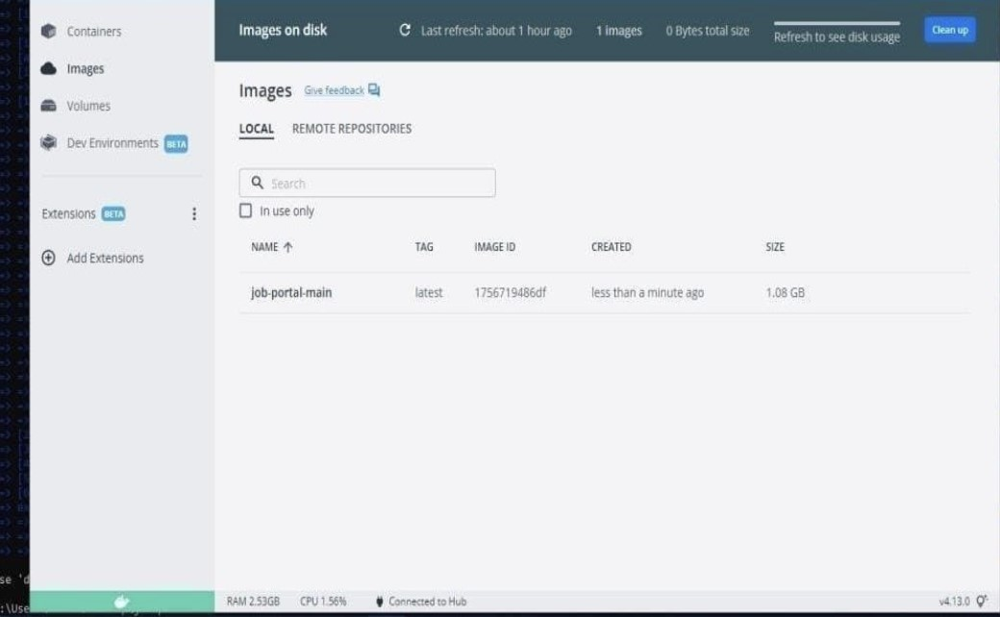 Containers
Images
Volumes
Dev Environments BETA
Extensions BETA
Add Extensions
Images on disk Last refresh: about 1 hour ago 1 images 0 Bytes total size Refresh to see disk usage Clean up
Images Give feedback
LOCAL REMOTE REPOSITORIES
Search
In use only
NAME TAG IMAGE ID CREATED SIZE
job-portal-main latest 1756719486df less than a minute ago 1.08 GB
se 'd
:\Use
RAM 2.53GB CPU 1.56% Connected to Hub v4.13.0